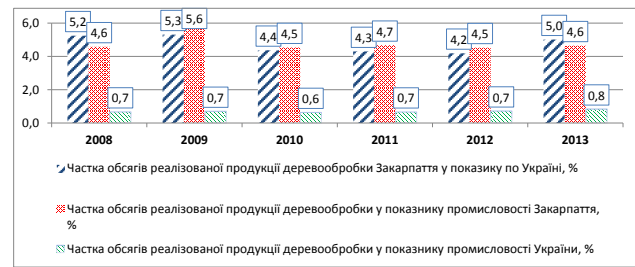 5,2 5,3 5,6 5,0
6,0 4,6 4,4 4,5 4,3 4,7 4,2 4,5 4,6
4,0
2,0 0,7 0,7 0,6 0,7 0,7 0,8
0,0
2008 2009 2010 2011 2012 2013
Частка обсягів реалізованої продукції деревообробки Закарпаття у показику по Україні, %
Частка обсягів реалізованої продукції деревообробки у показнику промисловості Закарпаття,
%
Частка обсягів реалізованої продукції деревообробки у показнику промисловості України, %